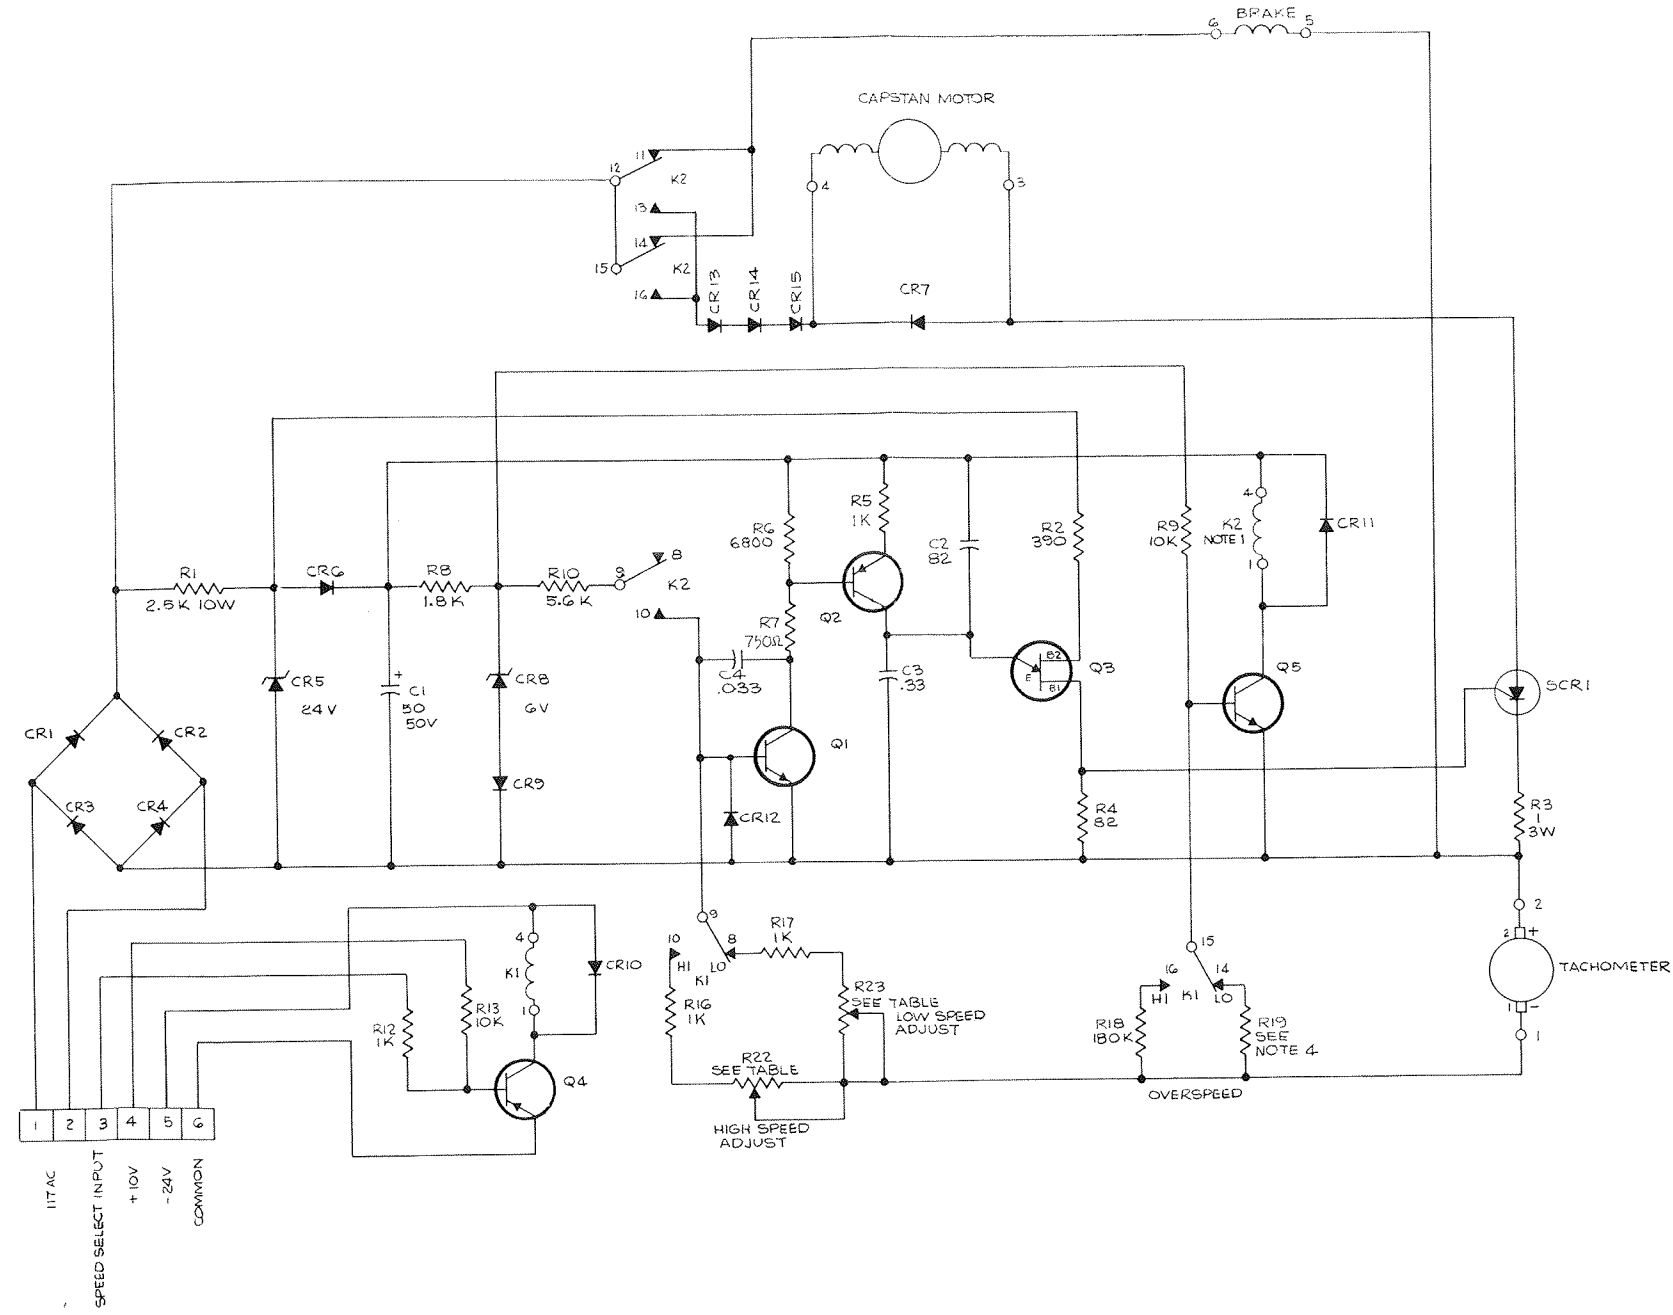 6 BRAKE 5
CAPSTAN MOTOR
11
12
K2
4
3
13
14
15
K2
16
CR13
CR14
CR15
CR7
R1
2.5K 10W
CR6
R8
1.8K
R10
5.6K
9
8
K2
10
R6
6800
R5
1K
C2
82
R2
390
R9
10K
4
K2
NOTE 1
1
CR11
Q2
R7
750Ω
C4
.033
C3
.33
B2
E
B1
Q3
Q5
SCR1
CR5
24V
+
C1
50
50V
CR8
6V
CR1
CR2
CR3
CR4
CR9
Q1
CR12
R4
82
R3
1
3W
2
2 +
TACHOMETER
1 -
1
9
10
HI
8
LO
K1
R17
1K
R16
1K
R23
SEE TABLE
LOW SPEED
ADJUST
R22
SEE TABLE
HIGH SPEED
ADJUST
15
16
HI
K1
14
LO
R18
180K
R19
SEE
NOTE 4
OVERSPEED
4
K1
1
CR10
R13
10K
R12
1K
Q4
1 2 3 4 5 6
117 AC
SPEED SELECT INPUT
+10V
-24V
COMMON